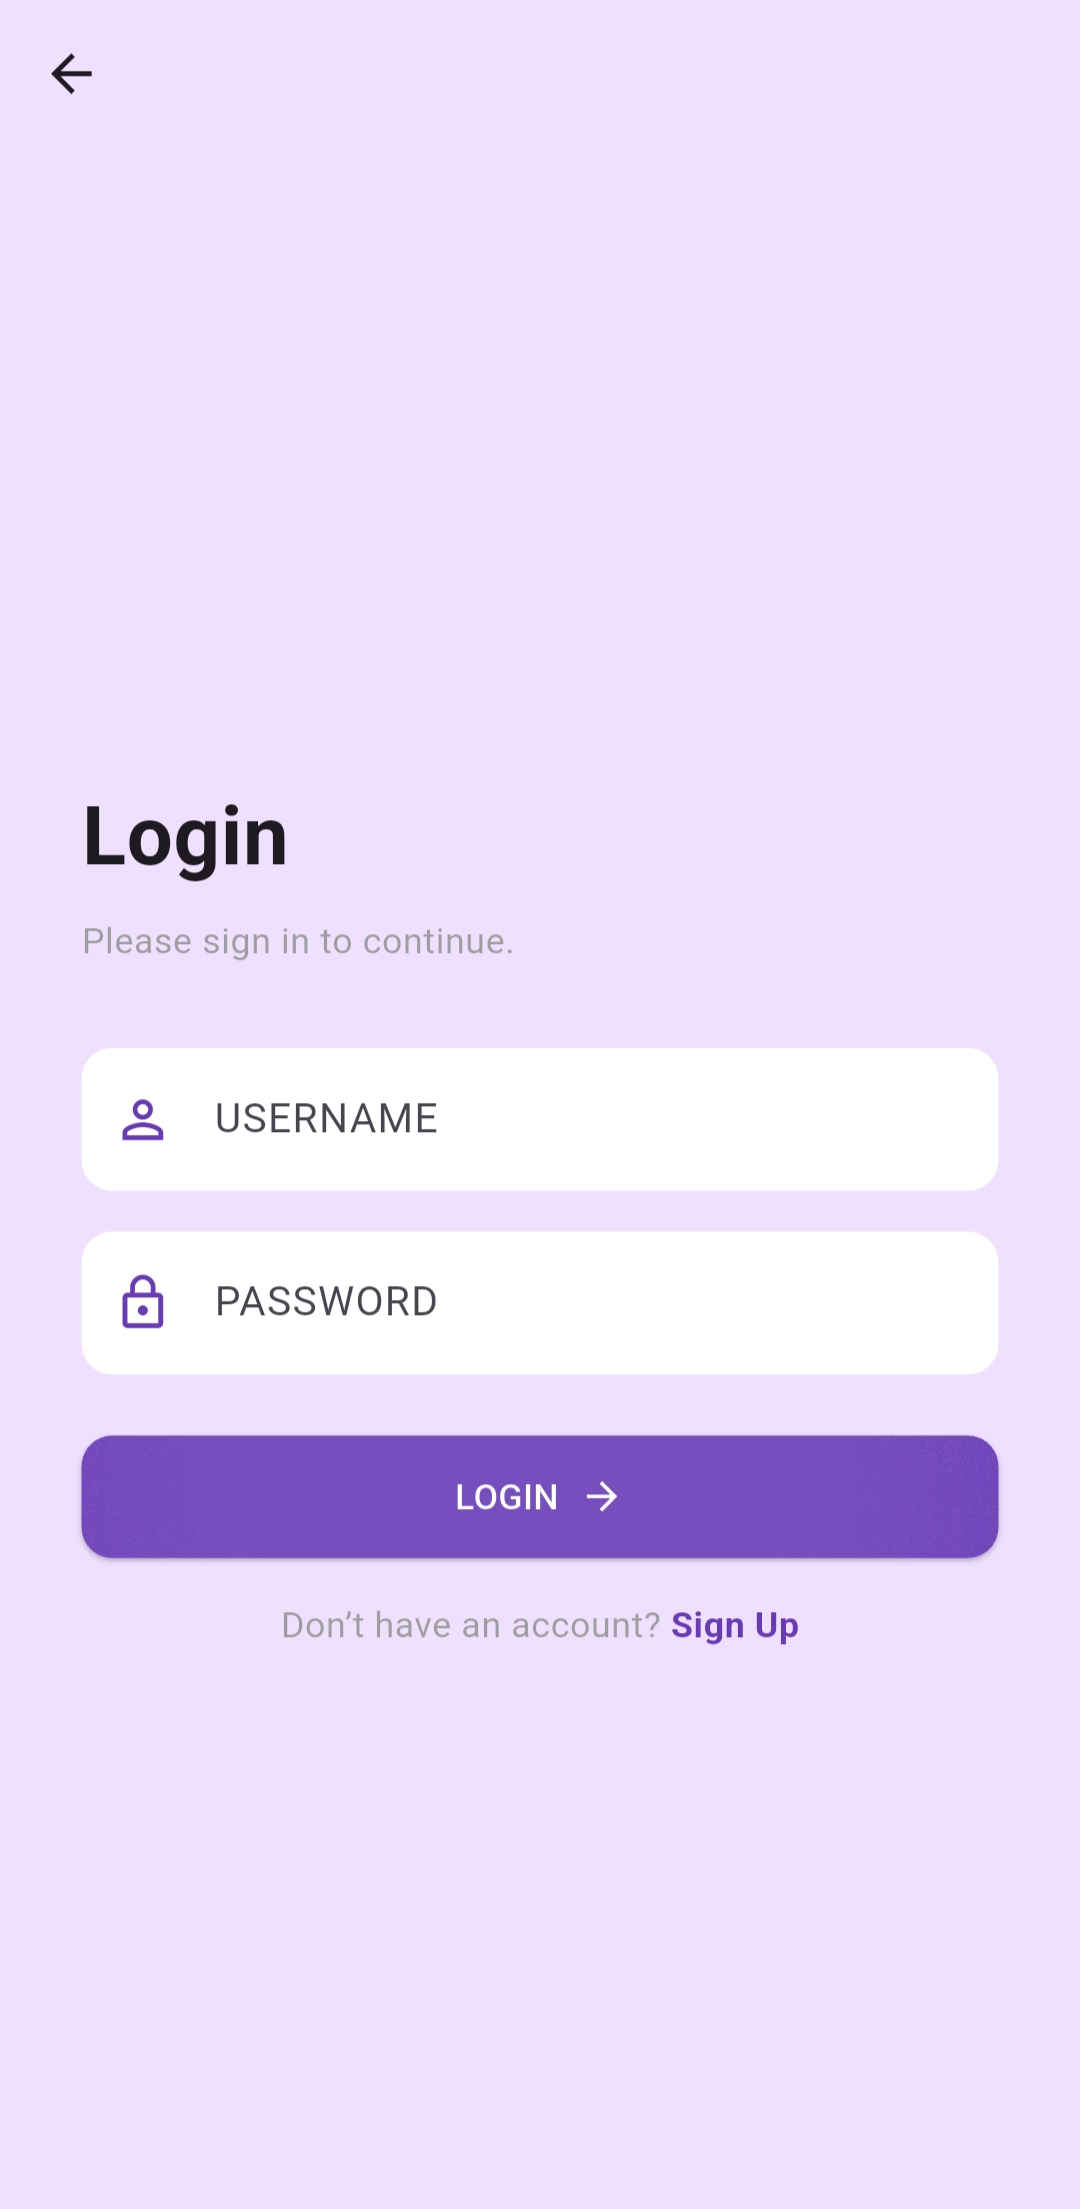 Login
Please sign in to continue.
USERNAME
PASSWORD
LOGIN
Don’t have an account? Sign Up